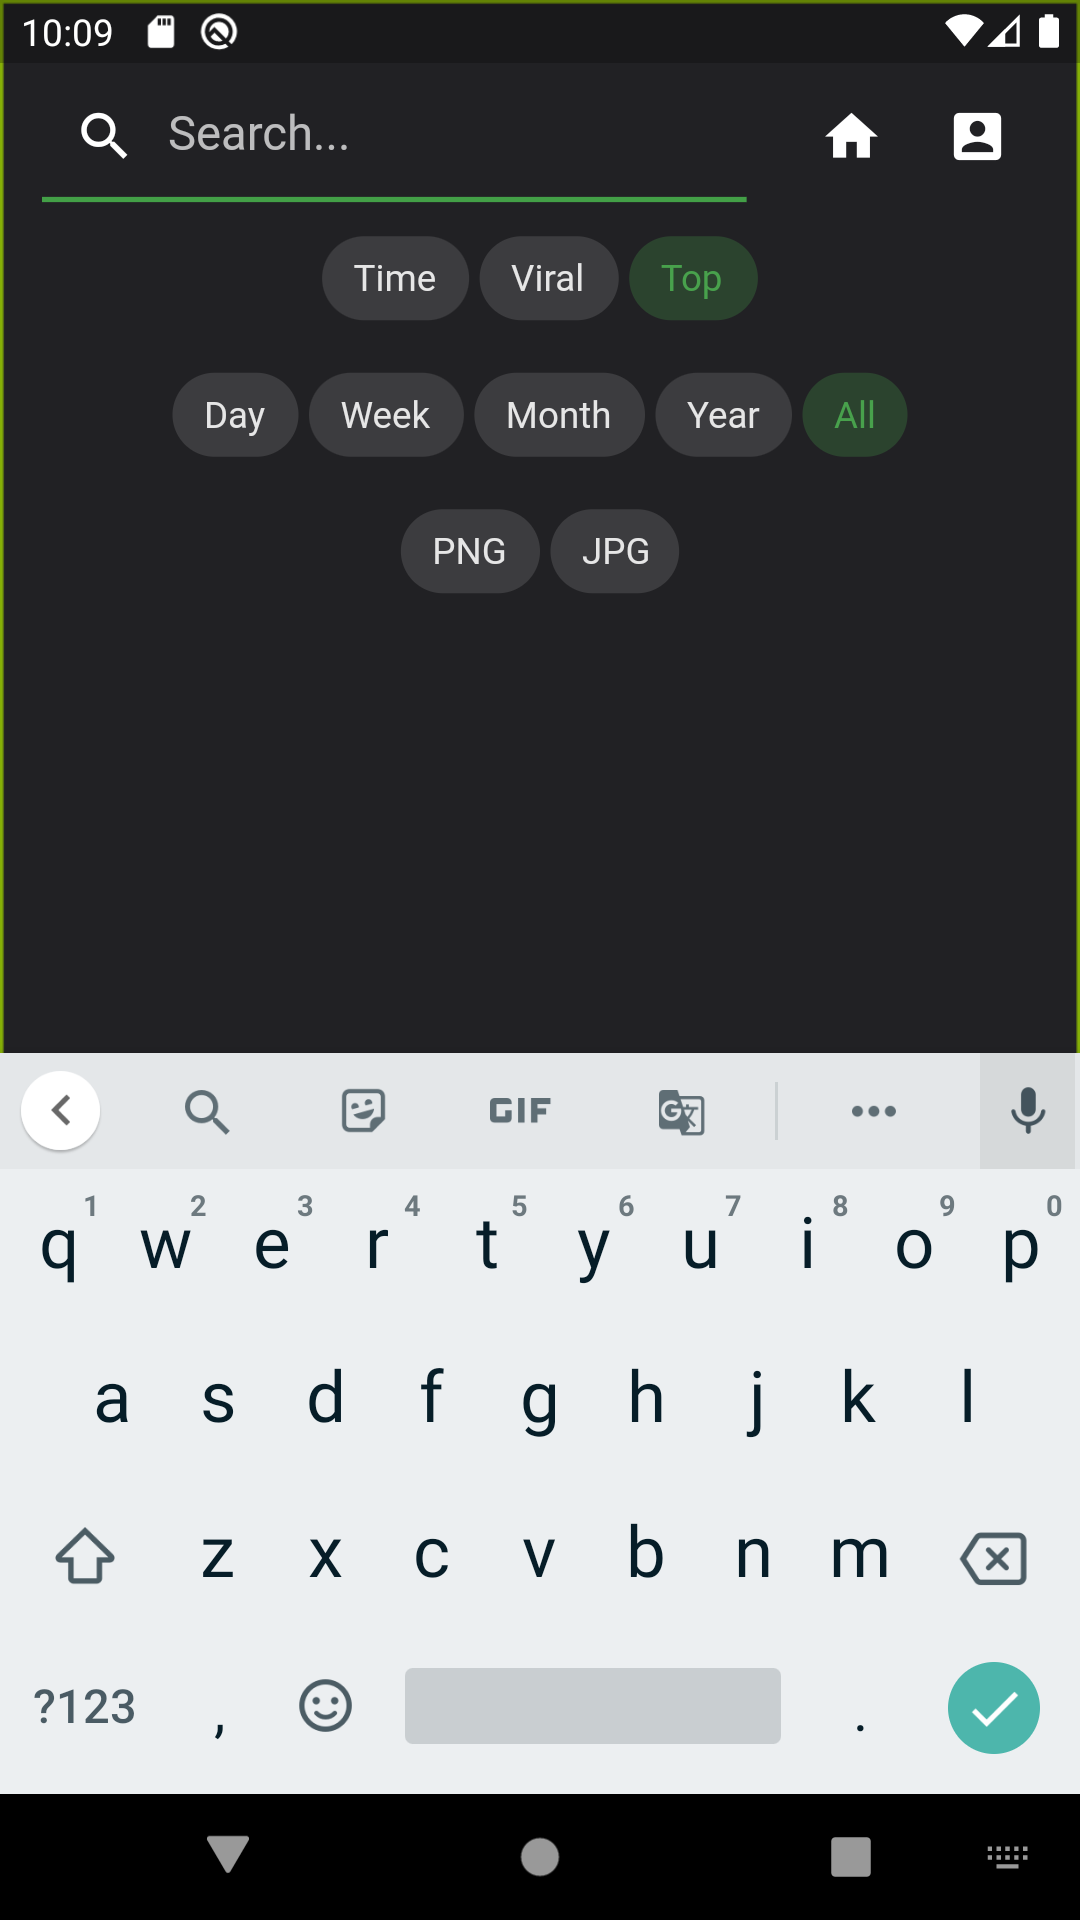 10:09
Search...
Time Viral Top
Day Week Month Year All
PNG JPG
GIF G
1 2 3 4 5 6 7 8 9 0
q w e r t y u i o p
a s d f g h j k l
z x c v b n m
?123 , .